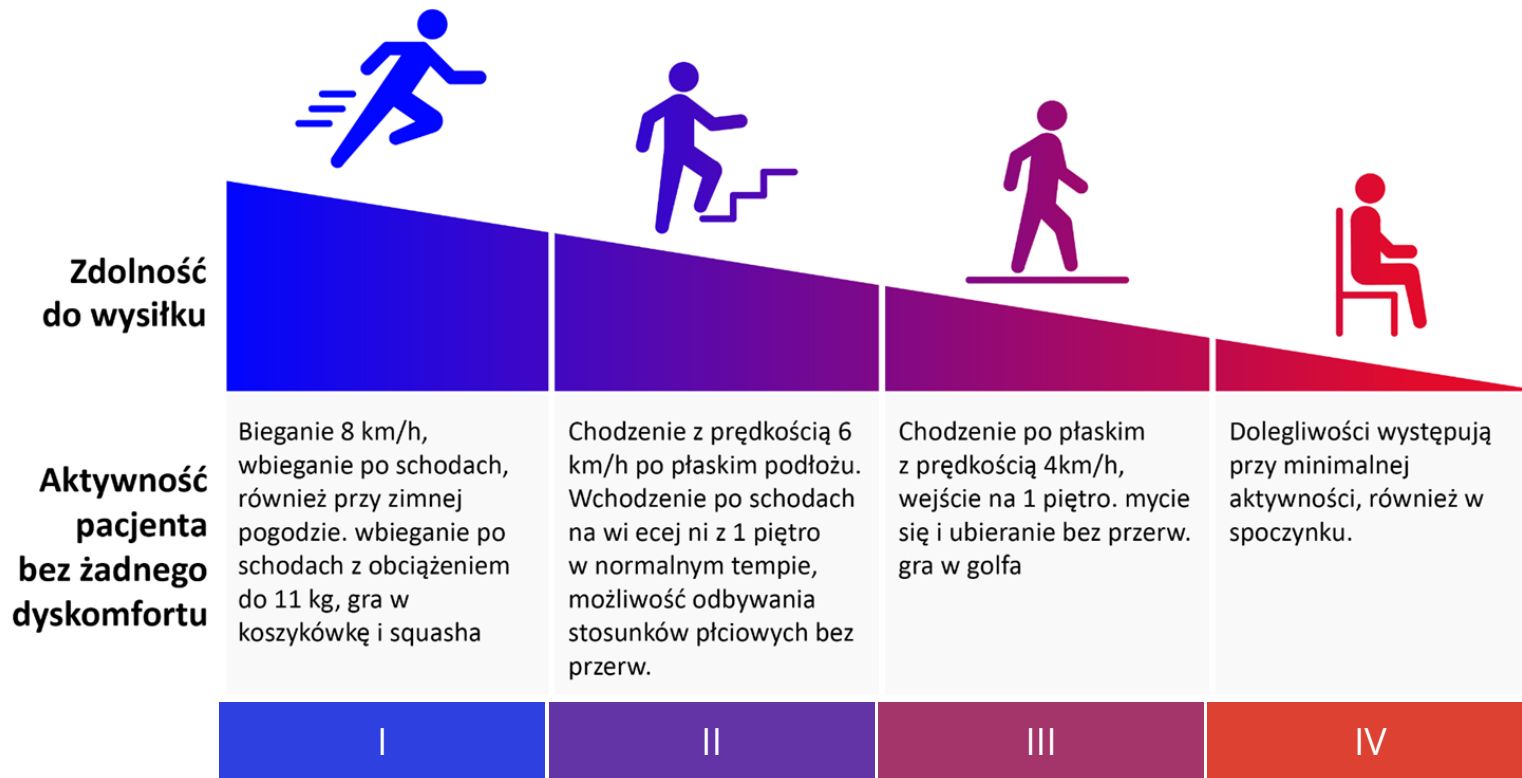 Zdolność
do wysiłku
Aktywność
pacjenta
bez żadnego
dyskomfortu
Bieganie 8 km/h,
wbieganie po schodach,
również przy zimnej
pogodzie. wbieganie po
schodach z obciążeniem
do 11 kg, gra w
koszykówkę i squasha
Chodzenie z prędkością 6
km/h po płaskim podłożu.
Wchodzenie po schodach
na wi ecej ni z 1 piętro
w normalnym tempie,
możliwość odbywania
stosunków płciowych bez
przerw.
Chodzenie po płaskim
z prędkością 4km/h,
wejście na 1 piętro. mycie
się i ubieranie bez przerw.
gra w golfa
Dolegliwości występują
przy minimalnej
aktywności, również w
spoczynku.
I
II
III
IV